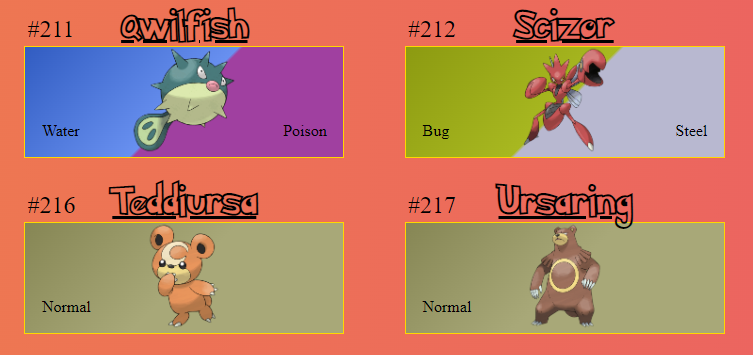 #211 Qwilfish
#212 Scizor
Water Poison
Bug Steel
#216 Teddiursa
#217 Ursaring
Normal
Normal